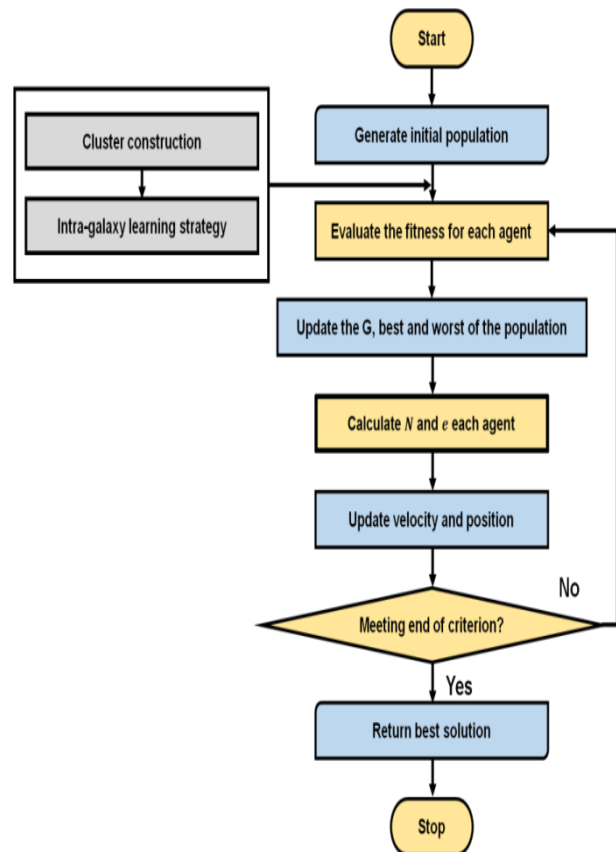 Start
Generate initial population
Cluster construction
Intra-galaxy learning strategy
Evaluate the fitness for each agent
Update the G, best and worst of the population
Calculate N and e each agent
Update velocity and position
Meeting end of criterion?
No
Yes
Return best solution
Stop